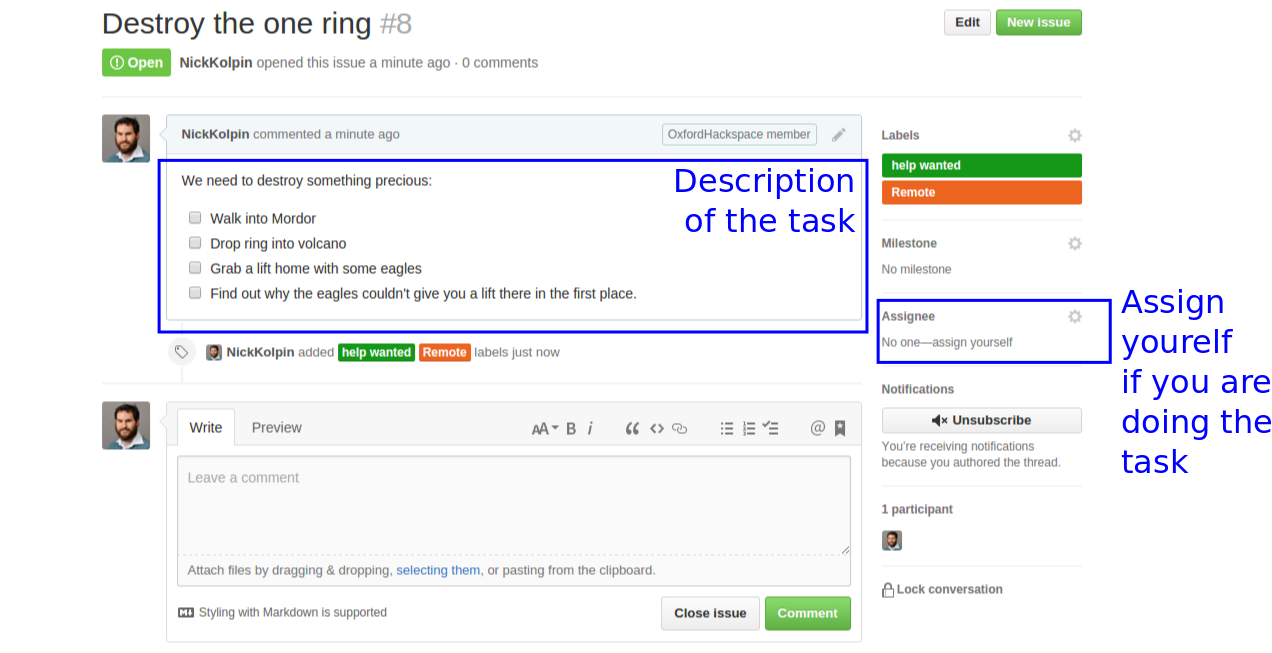 Destroy the one ring #8
Edit
New issue
Open
NickKolpin opened this issue a minute ago · 0 comments
NickKolpin commented a minute ago
OxfordHackspace member
We need to destroy something precious:
Walk into Mordor
Drop ring into volcano
Grab a lift home with some eagles
Find out why the eagles couldn't give you a lift there in the first place.
Description
of the task
NickKolpin added help wanted Remote labels just now
Write
Preview
AA B i
@
Leave a comment
Attach files by dragging & dropping, selecting them, or pasting from the clipboard.
Styling with Markdown is supported
Close issue
Comment
Labels
help wanted
Remote
Milestone
No milestone
Assignee
No one—assign yourself
Assign
yourelf
if you are
doing the
task
Notifications
Unsubscribe
You're receiving notifications
because you authored the thread.
1 participant
Lock conversation